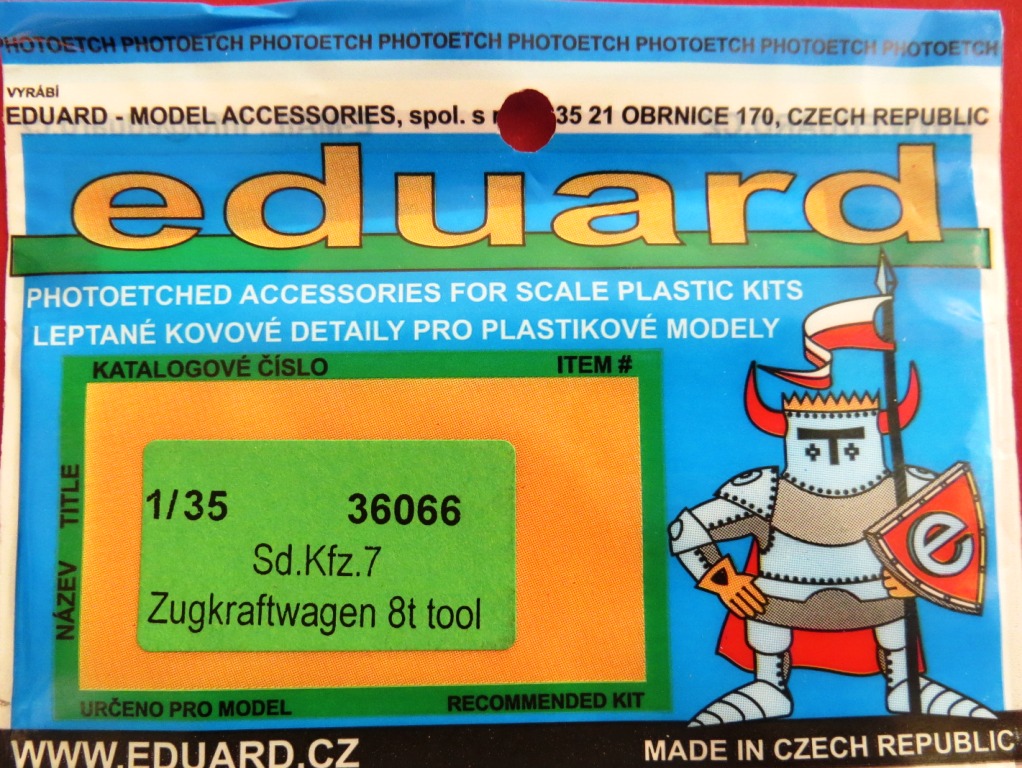 PHOTOETCH PHOTOETCH PHOTOETCH PHOTOETCH PHOTOETCH PHOTOETCH PHOTOETCH PHOTOETCH
VYRÁBÍ
EDUARD - MODEL ACCESSORIES, spol. s 35 21 OBRNICE 170, CZECH REPUBLIC
eduard
PHOTOETCHED ACCESSORIES FOR SCALE PLASTIC KITS
LEPTANÉ KOVOVÉ DETAILY PRO PLASTIKOVÉ MODELY
KATALOGOVÉ ČÍSLO ITEM #
NÁZEV TITLE
1/35 36066
Sd.Kfz.7
Zugkraftwagen 8t tool
e
URČENO PRO MODEL RECOMMENDED KIT
WWW.EDUARD.CZ MADE IN CZECH REPUBLIC